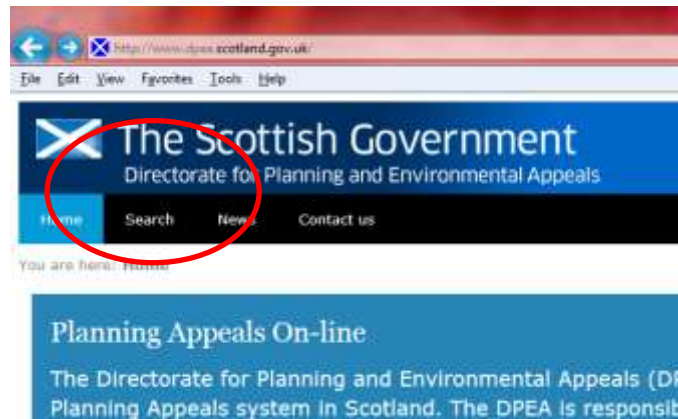 http://www.dpea.scotland.gov.uk/
File Edit View Favorites Tools Help
The Scottish Government
Directorate for Planning and Environmental Appeals
Home Search News Contact us
You are here: Home
Planning Appeals On-line
The Directorate for Planning and Environmental Appeals (DP
Planning Appeals system in Scotland. The DPEA is responsib